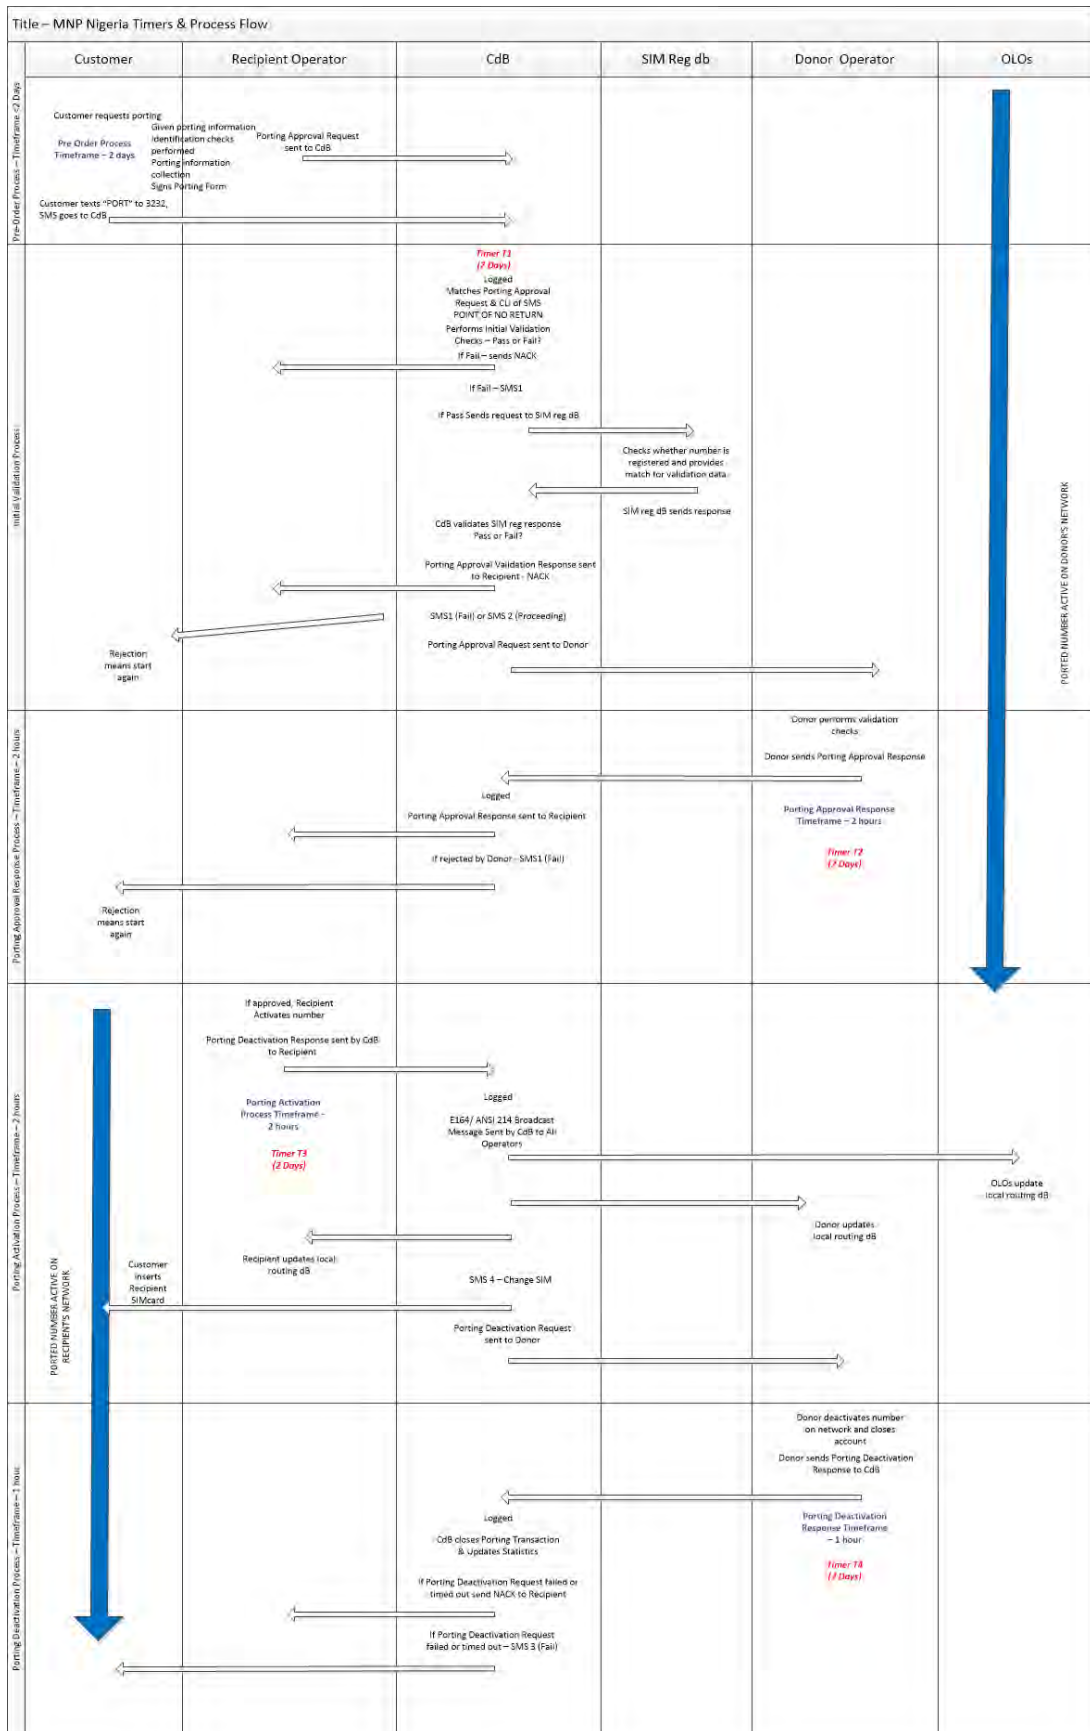 Title – MNP Nigeria Timers & Process Flow
Customer
Recipient Operator
CdB
SIM Reg db
Donor Operator
OLOs
Pre-Order Process – Timeframe <2 Days
Customer requests porting
Pre Order Process
Timeframe – 2 days
Given porting information
Identification checks
performed
Porting information
collection
Signs Porting Form
Porting Approval Request
sent to CdB
Customer texts "PORT" to 3232,
SMS goes to CdB
Initial Validation Process
Timer T1
(7 Days)
Logged
Matches Porting Approval
Request & CLI of SMS
POINT OF NO RETURN
Performs Initial Validation
Checks – Pass or Fail?
If Fail – sends NACK
If Fail – SMS1
If Pass Sends request to SIM reg dB
Checks whether number is
registered and provides
match for validation data
SIM reg dB sends response
CdB validates SIM reg response
Pass or Fail?
Porting Approval Validation Response sent
to Recipient - NACK
SMS1 (Fail) or SMS 2 (Proceeding)
Rejection
means start
again
Porting Approval Request sent to Donor
PORTED NUMBER ACTIVE ON DONOR'S NETWORK
Porting Approval Response Process – Timeframe – 2 hours
Donor performs validation
checks
Donor sends Porting Approval Response
Logged
Porting Approval Response sent to Recipient
Porting Approval Response
Timeframe – 2 hours
Timer T2
(7 Days)
If rejected by Donor – SMS1 (Fail)
Rejection
means start
again
Porting Activation Process – Timeframe – 2 hours
If approved, Recipient
Activates number
Porting Deactivation Response sent by CdB
to Recipient
Porting Activation
Process Timeframe -
2 hours
Timer T3
(2 Days)
Logged
E164/ ANSI 214 Broadcast
Message Sent by CdB to All
Operators
OLOs update
local routing dB
Donor updates
local routing dB
Recipient updates local
routing dB
PORTED NUMBER ACTIVE ON
RECIPIENT'S NETWORK
Customer
inserts
Recipient
SIMcard
SMS 4 – Change SIM
Porting Deactivation Request
sent to Donor
Porting Deactivation Process – Timeframe – 1 hour
Donor deactivates number
on network and closes
account
Donor sends Porting Deactivation
Response to CdB
Logged
Porting Deactivation
Response Timeframe
– 1 hour
Timer T4
(7 Days)
CdB closes Porting Transaction
& Updates Statistics
If Porting Deactivation Request failed or
timed out send NACK to Recipient
If Porting Deactivation Request
failed or timed out – SMS 3 (Fail)